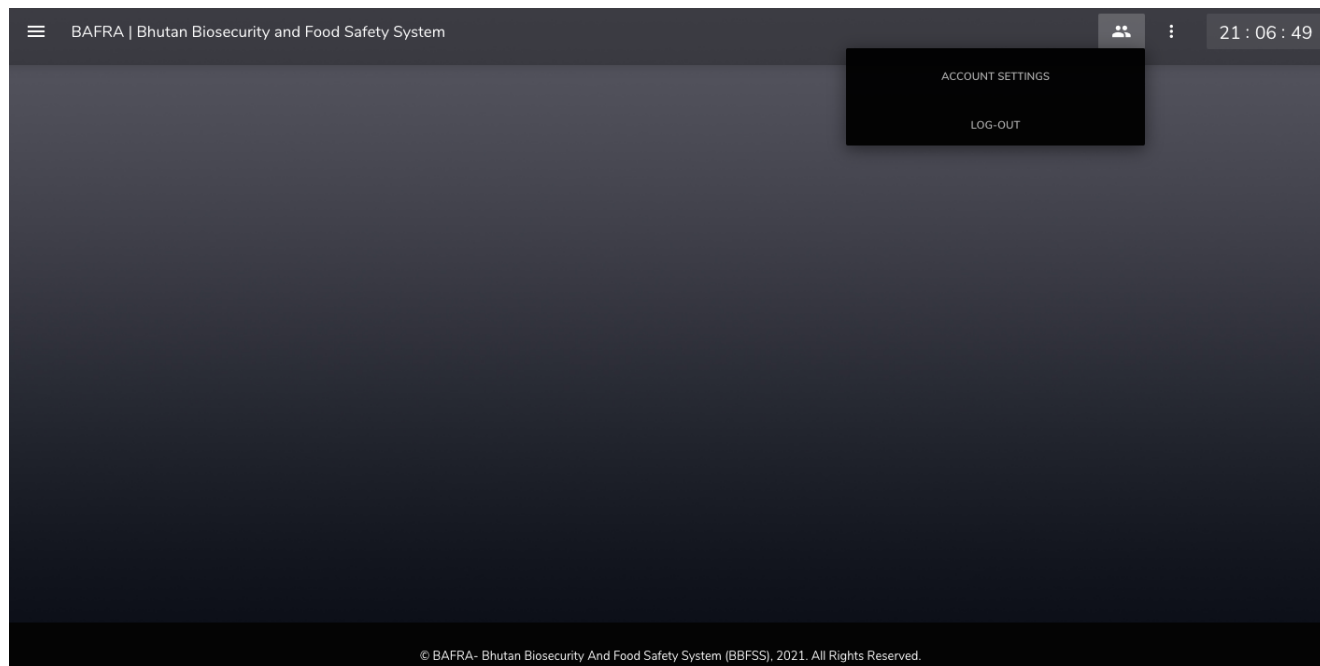 BAFRA | Bhutan Biosecurity and Food Safety System
21 : 06 : 49
ACCOUNT SETTINGS
LOG-OUT
© BAFRA- Bhutan Biosecurity And Food Safety System (BBFSS), 2021. All Rights Reserved.